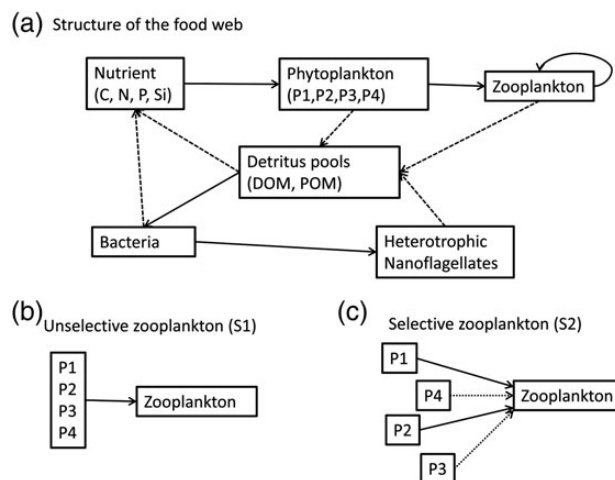 (a) Structure of the food web
Nutrient
(C, N, P, Si)
Phytoplankton
(P1,P2,P3,P4)
Zooplankton
Detritus pools
(DOM, POM)
Bacteria
Heterotrophic
Nanoflagellates
(b) Unselective zooplankton (S1)
P1
P2
P3
P4
Zooplankton
(c) Selective zooplankton (S2)
P1
P4
Zooplankton
P2
P3